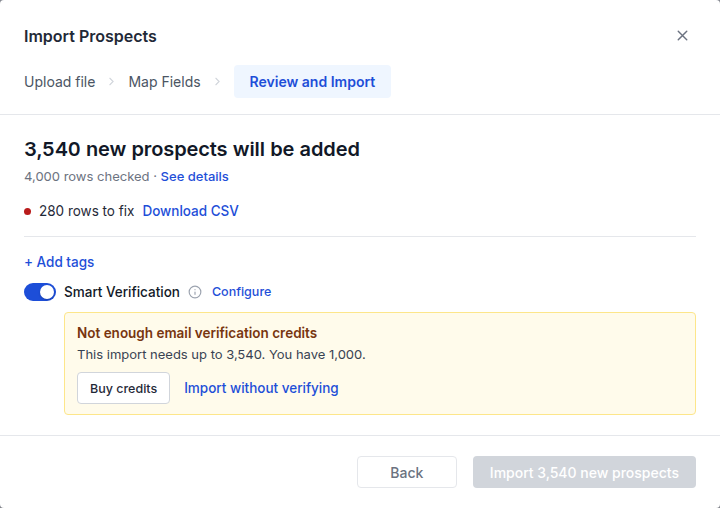 Import Prospects
Upload file > Map Fields > Review and Import
3,540 new prospects will be added
4,000 rows checked · See details
280 rows to fix Download CSV
+ Add tags
Smart Verification Configure
Not enough email verification credits
This import needs up to 3,540. You have 1,000.
Buy credits Import without verifying
Back Import 3,540 new prospects